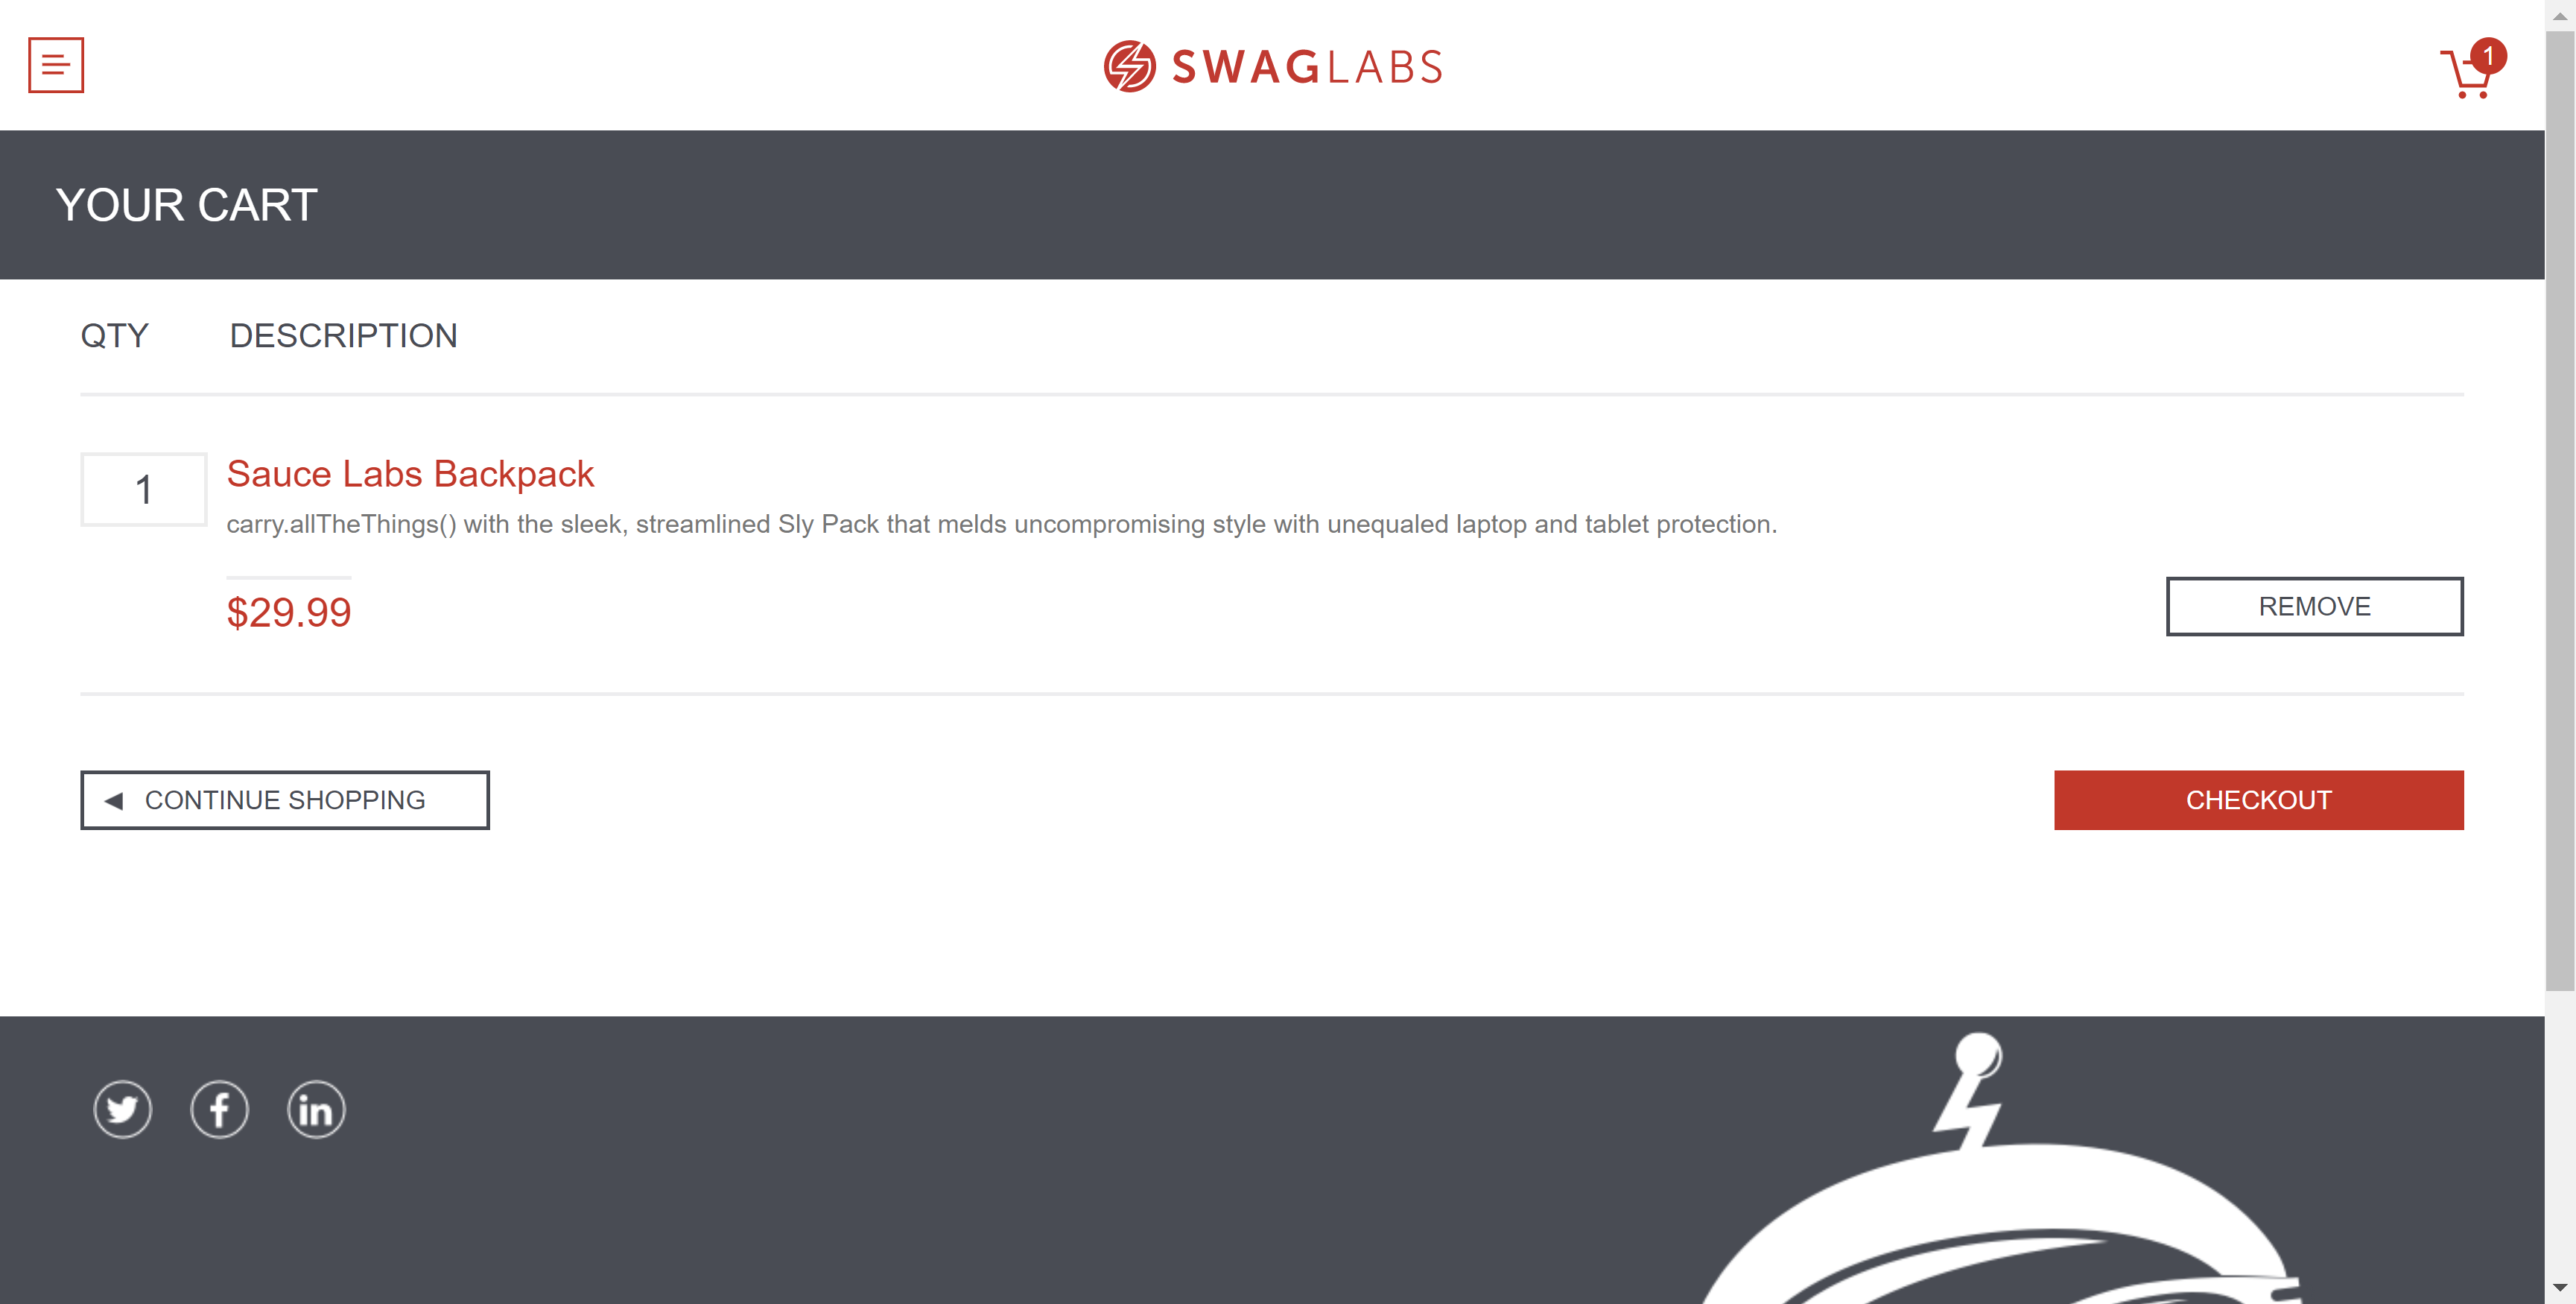 SWAGLABS
1
YOUR CART
QTY DESCRIPTION
1 Sauce Labs Backpack
carry.allTheThings() with the sleek, streamlined Sly Pack that melds uncompromising style with unequaled laptop and tablet protection.
$29.99 REMOVE
CONTINUE SHOPPING CHECKOUT